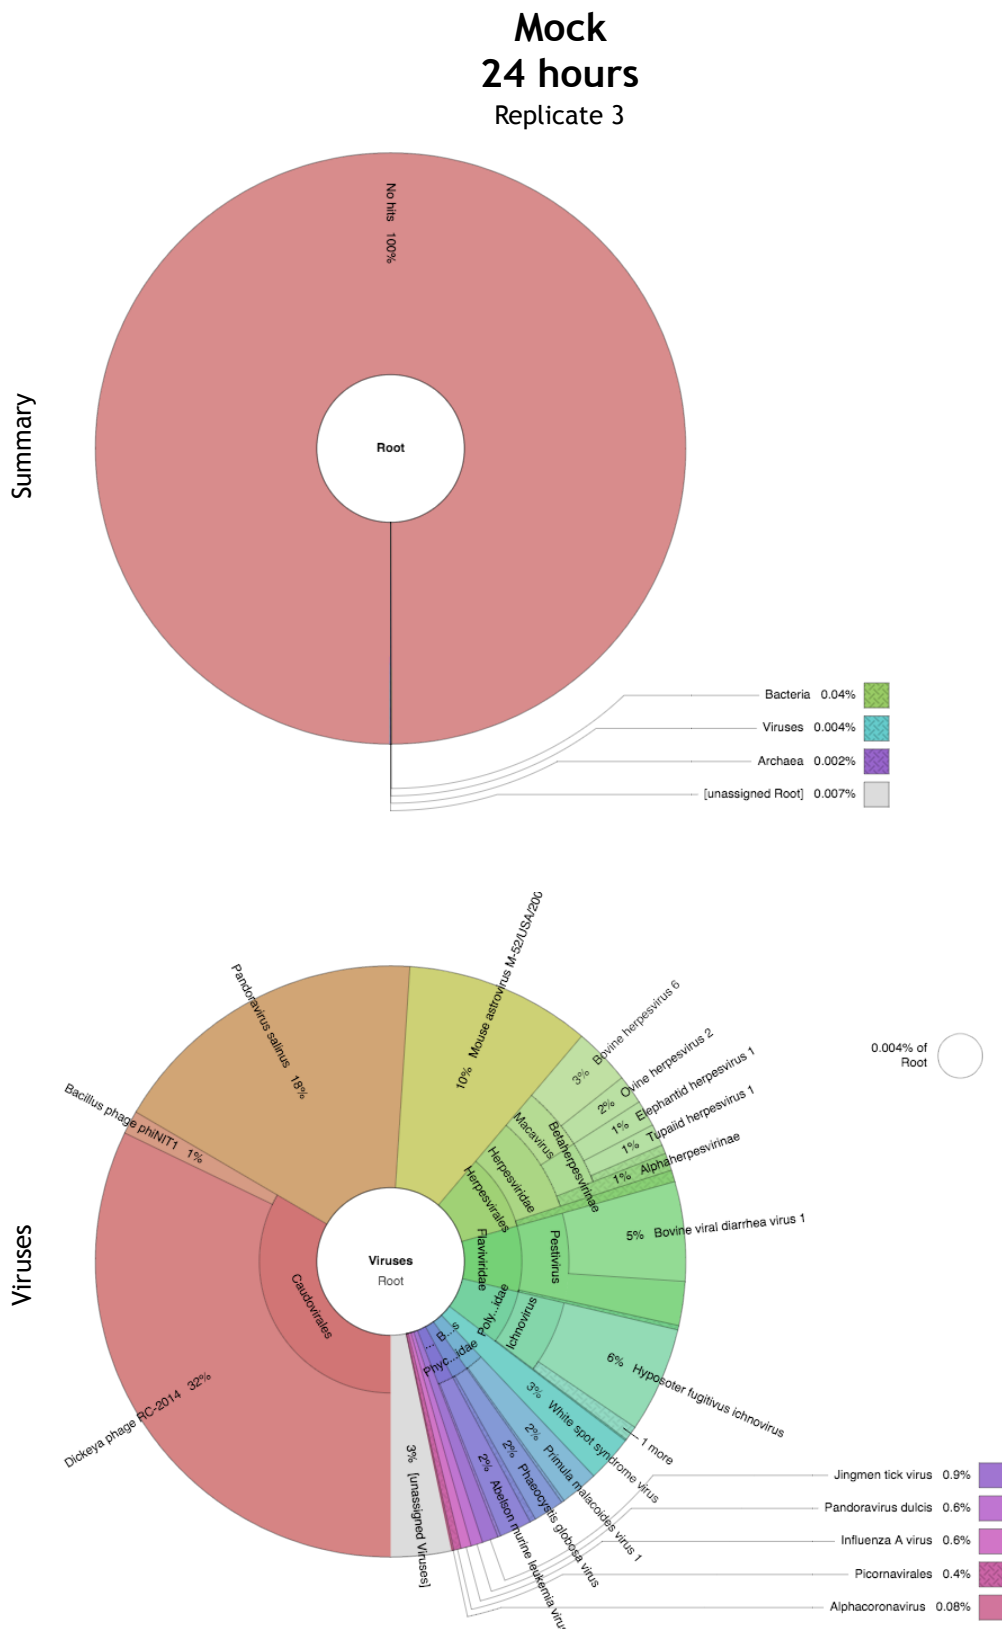 Mock
24 hours
Replicate 3
Summary
No hits 100%
Root
Bacteria 0.04%
Viruses 0.004%
Archaea 0.002%
[unassigned Root] 0.007%
Viruses
0.004% of
Root
Viruses
Root
Mouse astrovirus M-52/USA/200
10%
Pandoravirus salinus 18%
Bacillus phage phiNIT1 1%
Dickeya phage RC-2014 32%
Caudovirales
3% Bovine herpesvirus 6
2% Ovine herpesvirus 2
1% Elephantid herpesvirus 1
1% Tupaiid herpesvirus 1
1% Alphaherpesvirinae
Macavirus
Betaherpesvirinae
Herpesviridae
Herpesvirales
Flaviviridae
Pestivirus
5% Bovine viral diarrhea virus 1
Poly...idae
Ichnovirus
6% Hyposoter fugitivus ichnovirus
1 more
3% White spot syndrome virus
2% Primula malacoides virus 1
2% Phaeocystis globosa virus
2% Abelson murine leukemia virus
... B...s
Phyc...idae
3% [unassigned Viruses]
Jingmen tick virus 0.9%
Pandoravirus dulcis 0.6%
Influenza A virus 0.6%
Picornavirales 0.4%
Alphacoronavirus 0.08%